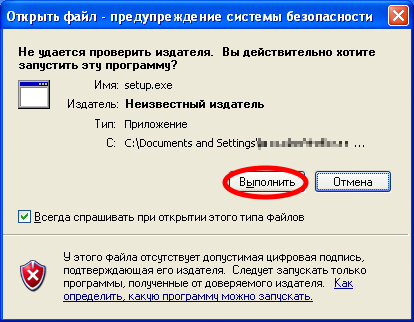 Открыть файл - предупреждение системы безопасности
Не удается проверить издателя. Вы действительно хотите
запустить эту программу?
Имя: setup.exe
Издатель: Неизвестный издатель
Тип: Приложение
С: C:\Documents and Settings\ ...
Выполнить Отмена
Всегда спрашивать при открытии этого типа файлов
У этого файла отсутствует допустимая цифровая подпись,
подтверждающая его издателя. Следует запускать только
программы, полученные от доверяемого издателя. Как
определить, какую программу можно запускать.